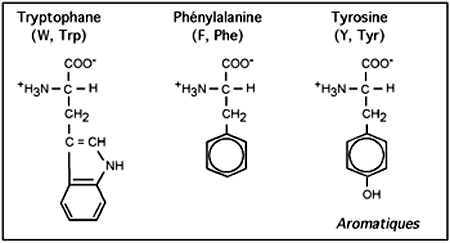 Tryptophane
(W, Trp)
COO⁻
⁺H₃N – C – H
CH₂
C = CH
NH
Phénylalanine
(F, Phe)
COO⁻
⁺H₃N – C – H
CH₂
Tyrosine
(Y, Tyr)
COO⁻
⁺H₃N – C – H
CH₂
OH
Aromatiques